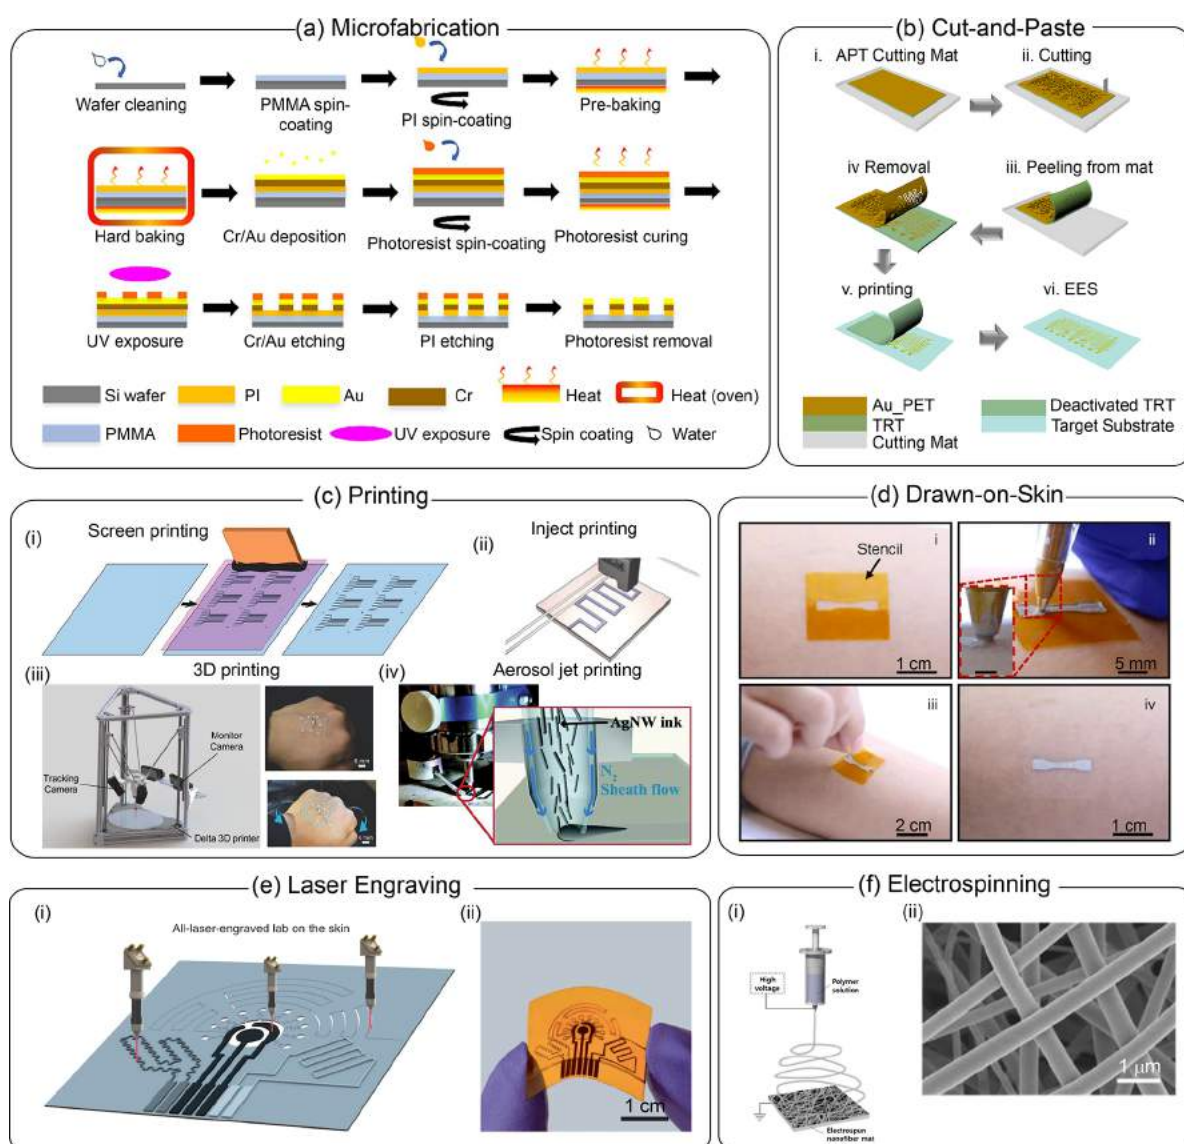 (a) Microfabrication
Wafer cleaning
PMMA spin-
coating
PI spin-coating
Pre-baking
Hard baking
Cr/Au deposition
Photoresist spin-coating
Photoresist curing
UV exposure
Cr/Au etching
PI etching
Photoresist removal
Si wafer
PI
Au
Cr
Heat
Heat (oven)
PMMA
Photoresist
UV exposure
Spin coating
Water
(b) Cut-and-Paste
i. APT Cutting Mat
ii. Cutting
iv Removal
iii. Peeling from mat
v. printing
vi. EES
Au_PET
TRT
Cutting Mat
Deactivated TRT
Target Substrate
(c) Printing
(i)
Screen printing
(ii)
Inject printing
(iii)
3D printing
Monitor
Camera
Tracking
Camera
Delta 3D printer
(iv)
Aerosol jet printing
AgNW ink
N2
Sheath flow
(d) Drawn-on-Skin
i
Stencil
1 cm
ii
5 mm
iii
2 cm
iv
1 cm
(e) Laser Engraving
(i)
All-laser-engraved lab on the skin
(ii)
1 cm
(f) Electrospinning
(i)
High
voltage
Polymer
solution
Electrospun
nanofiber mat
(ii)
1 μm